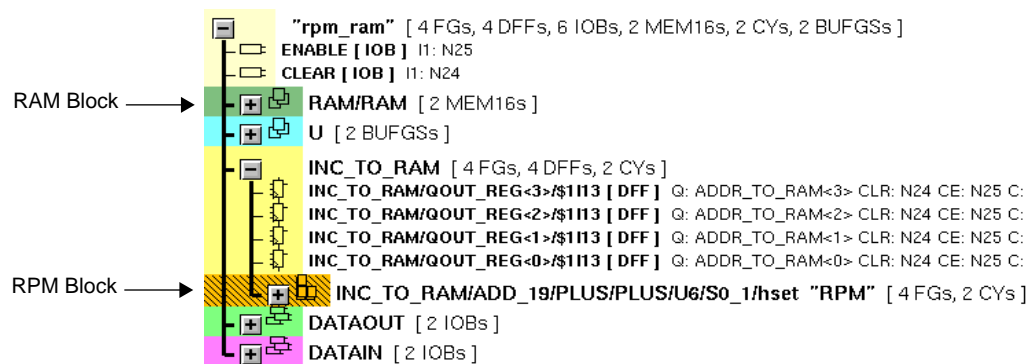 "rpm_ram" [ 4 FGs, 4 DFFs, 6 IOBs, 2 MEM16s, 2 CYs, 2 BUFGSs ]
ENABLE [ IOB ] I1: N25
CLEAR [ IOB ] I1: N24
RAM Block RAM/RAM [ 2 MEM16s ]
U [ 2 BUFGSs ]
INC_TO_RAM [ 4 FGs, 4 DFFs, 2 CYs ]
INC_TO_RAM/QOUT_REG<3>/$1I13 [ DFF ] Q: ADDR_TO_RAM<3> CLR: N24 CE: N25 C:
INC_TO_RAM/QOUT_REG<2>/$1I13 [ DFF ] Q: ADDR_TO_RAM<2> CLR: N24 CE: N25 C:
INC_TO_RAM/QOUT_REG<1>/$1I13 [ DFF ] Q: ADDR_TO_RAM<1> CLR: N24 CE: N25 C:
INC_TO_RAM/QOUT_REG<0>/$1I13 [ DFF ] Q: ADDR_TO_RAM<0> CLR: N24 CE: N25 C:
RPM Block INC_TO_RAM/ADD_19/PLUS/PLUS/U6/S0_1/hset "RPM" [ 4 FGs, 2 CYs ]
DATAOUT [ 2 IOBs ]
DATAIN [ 2 IOBs ]